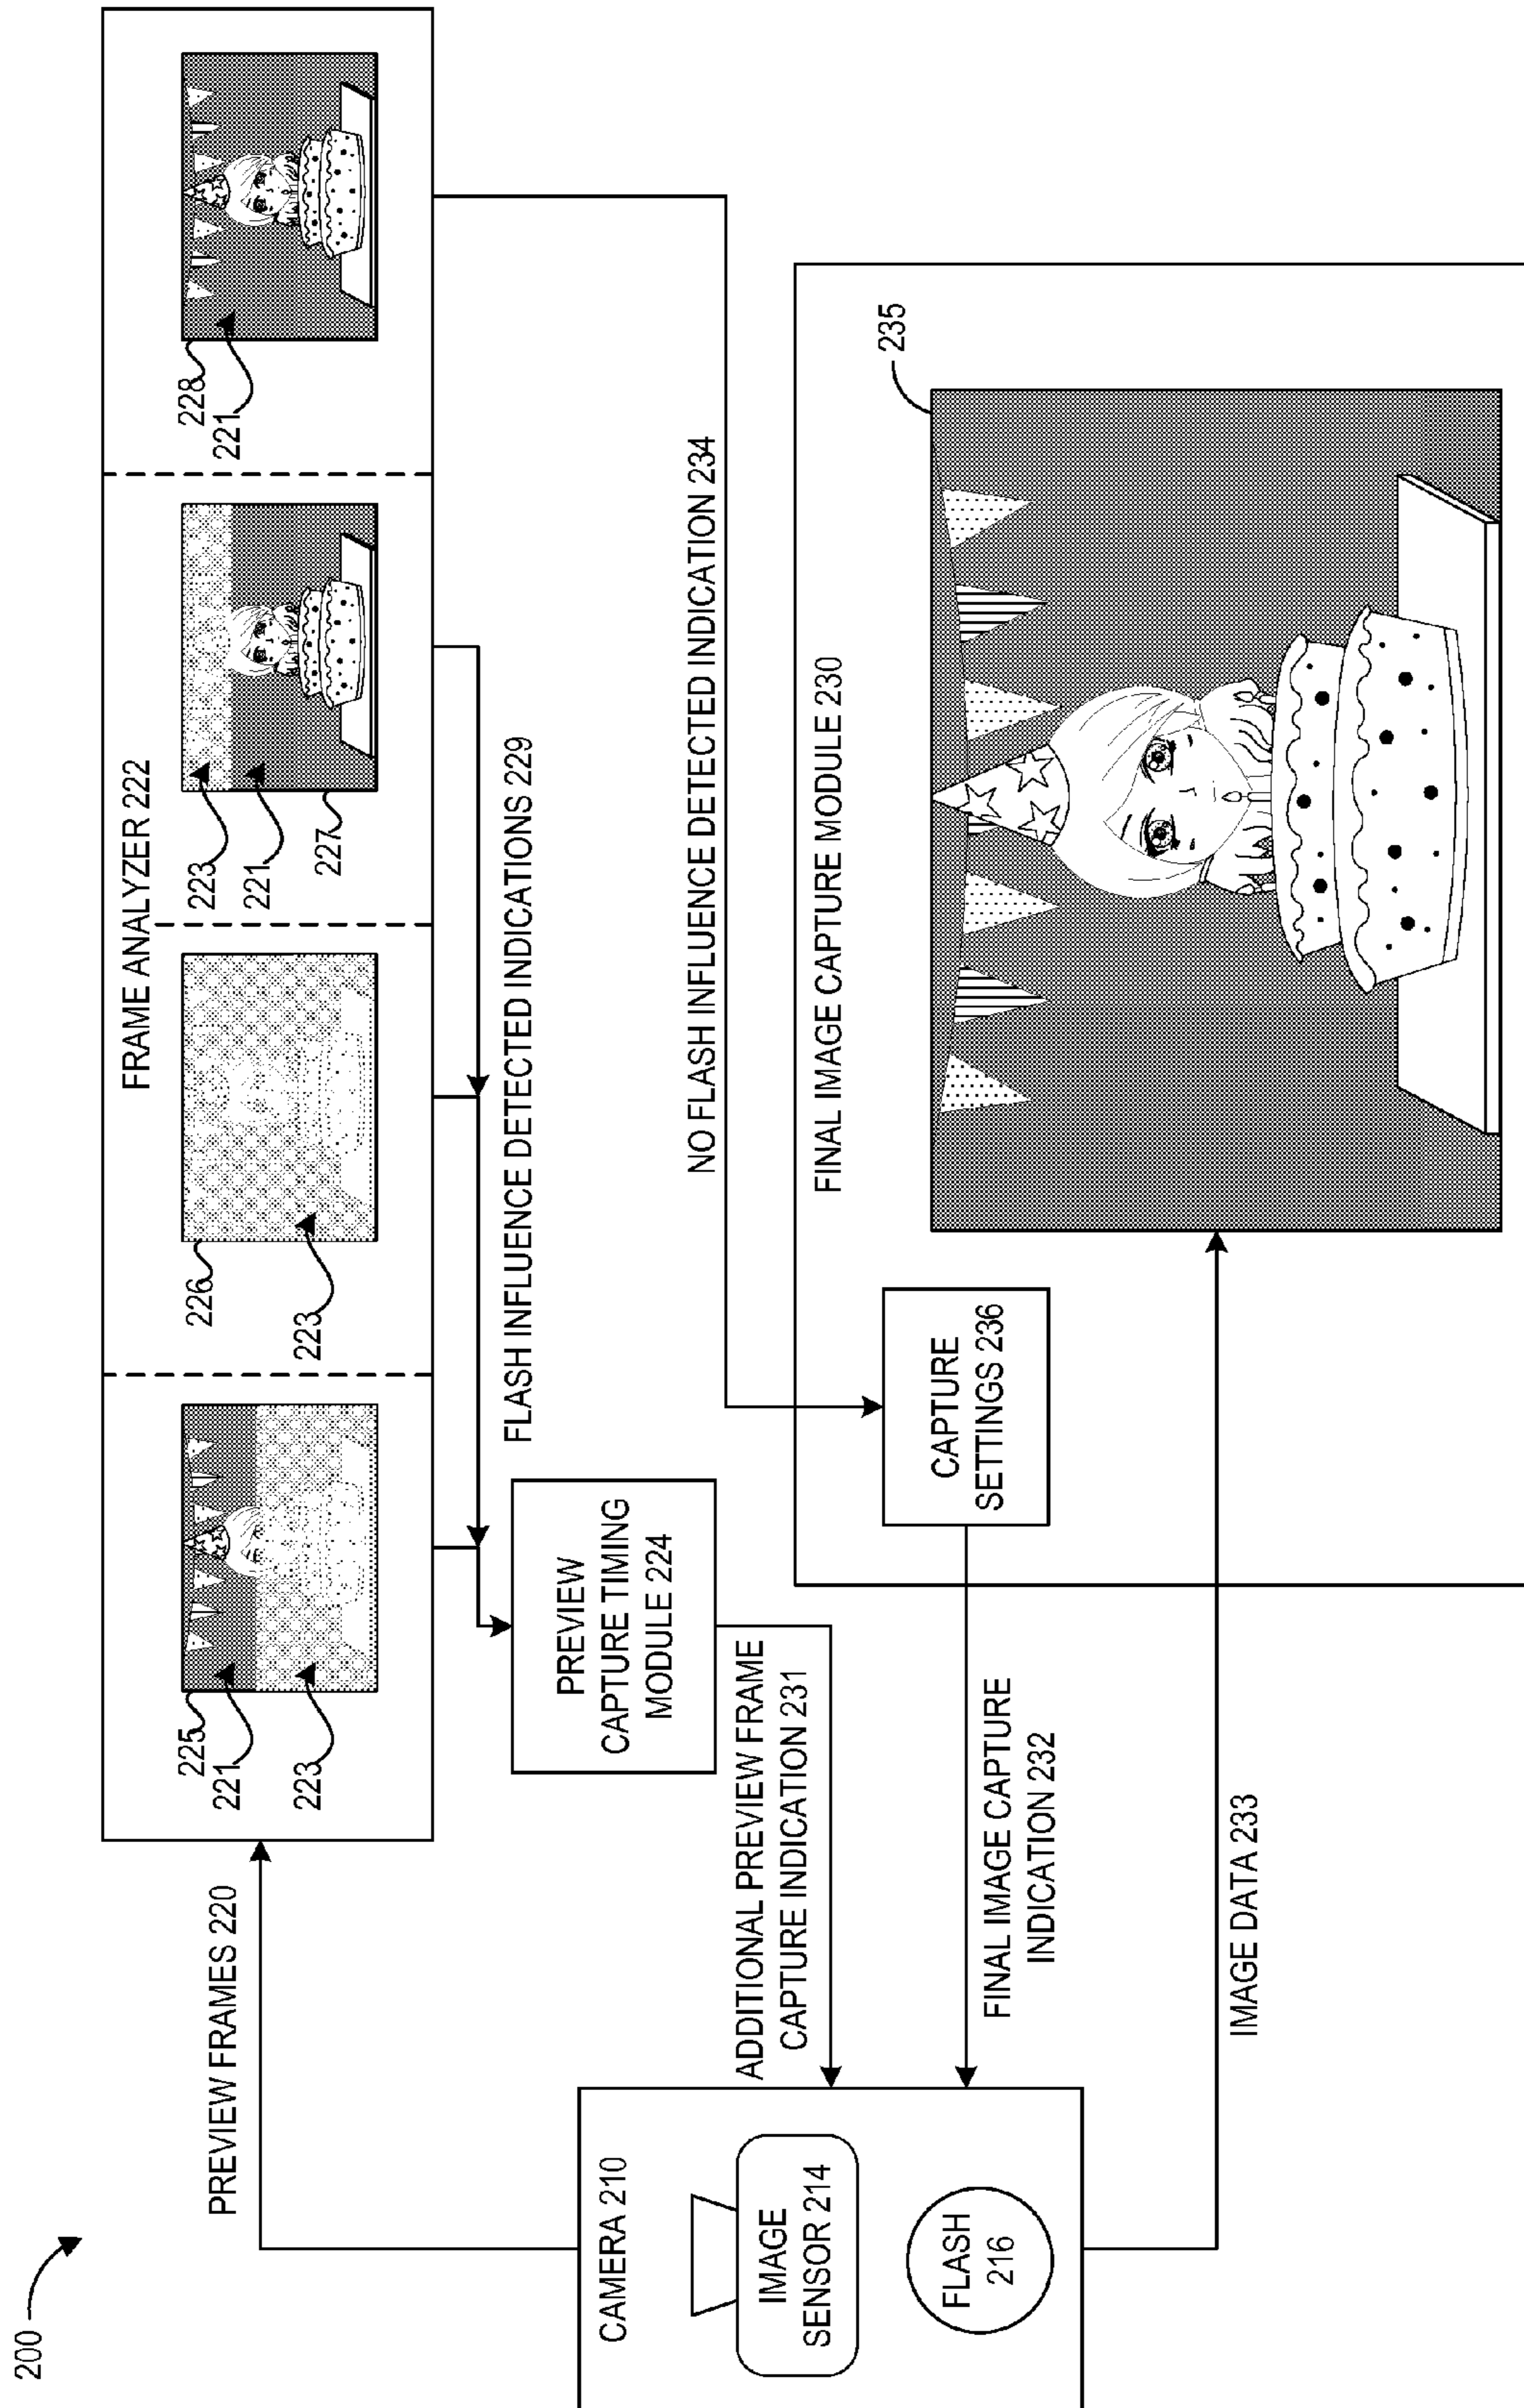 200
PREVIEW FRAMES 220
FRAME ANALYZER 222
225
221
223
226
223
223
221
227
228
221
FLASH INFLUENCE DETECTED INDICATIONS 229
PREVIEW
CAPTURE TIMING
MODULE 224
NO FLASH INFLUENCE DETECTED INDICATION 234
ADDITIONAL PREVIEW FRAME
CAPTURE INDICATION 231
CAMERA 210
IMAGE
SENSOR 214
FLASH
216
FINAL IMAGE CAPTURE MODULE 230
235
CAPTURE
SETTINGS 236
FINAL IMAGE CAPTURE
INDICATION 232
IMAGE DATA 233